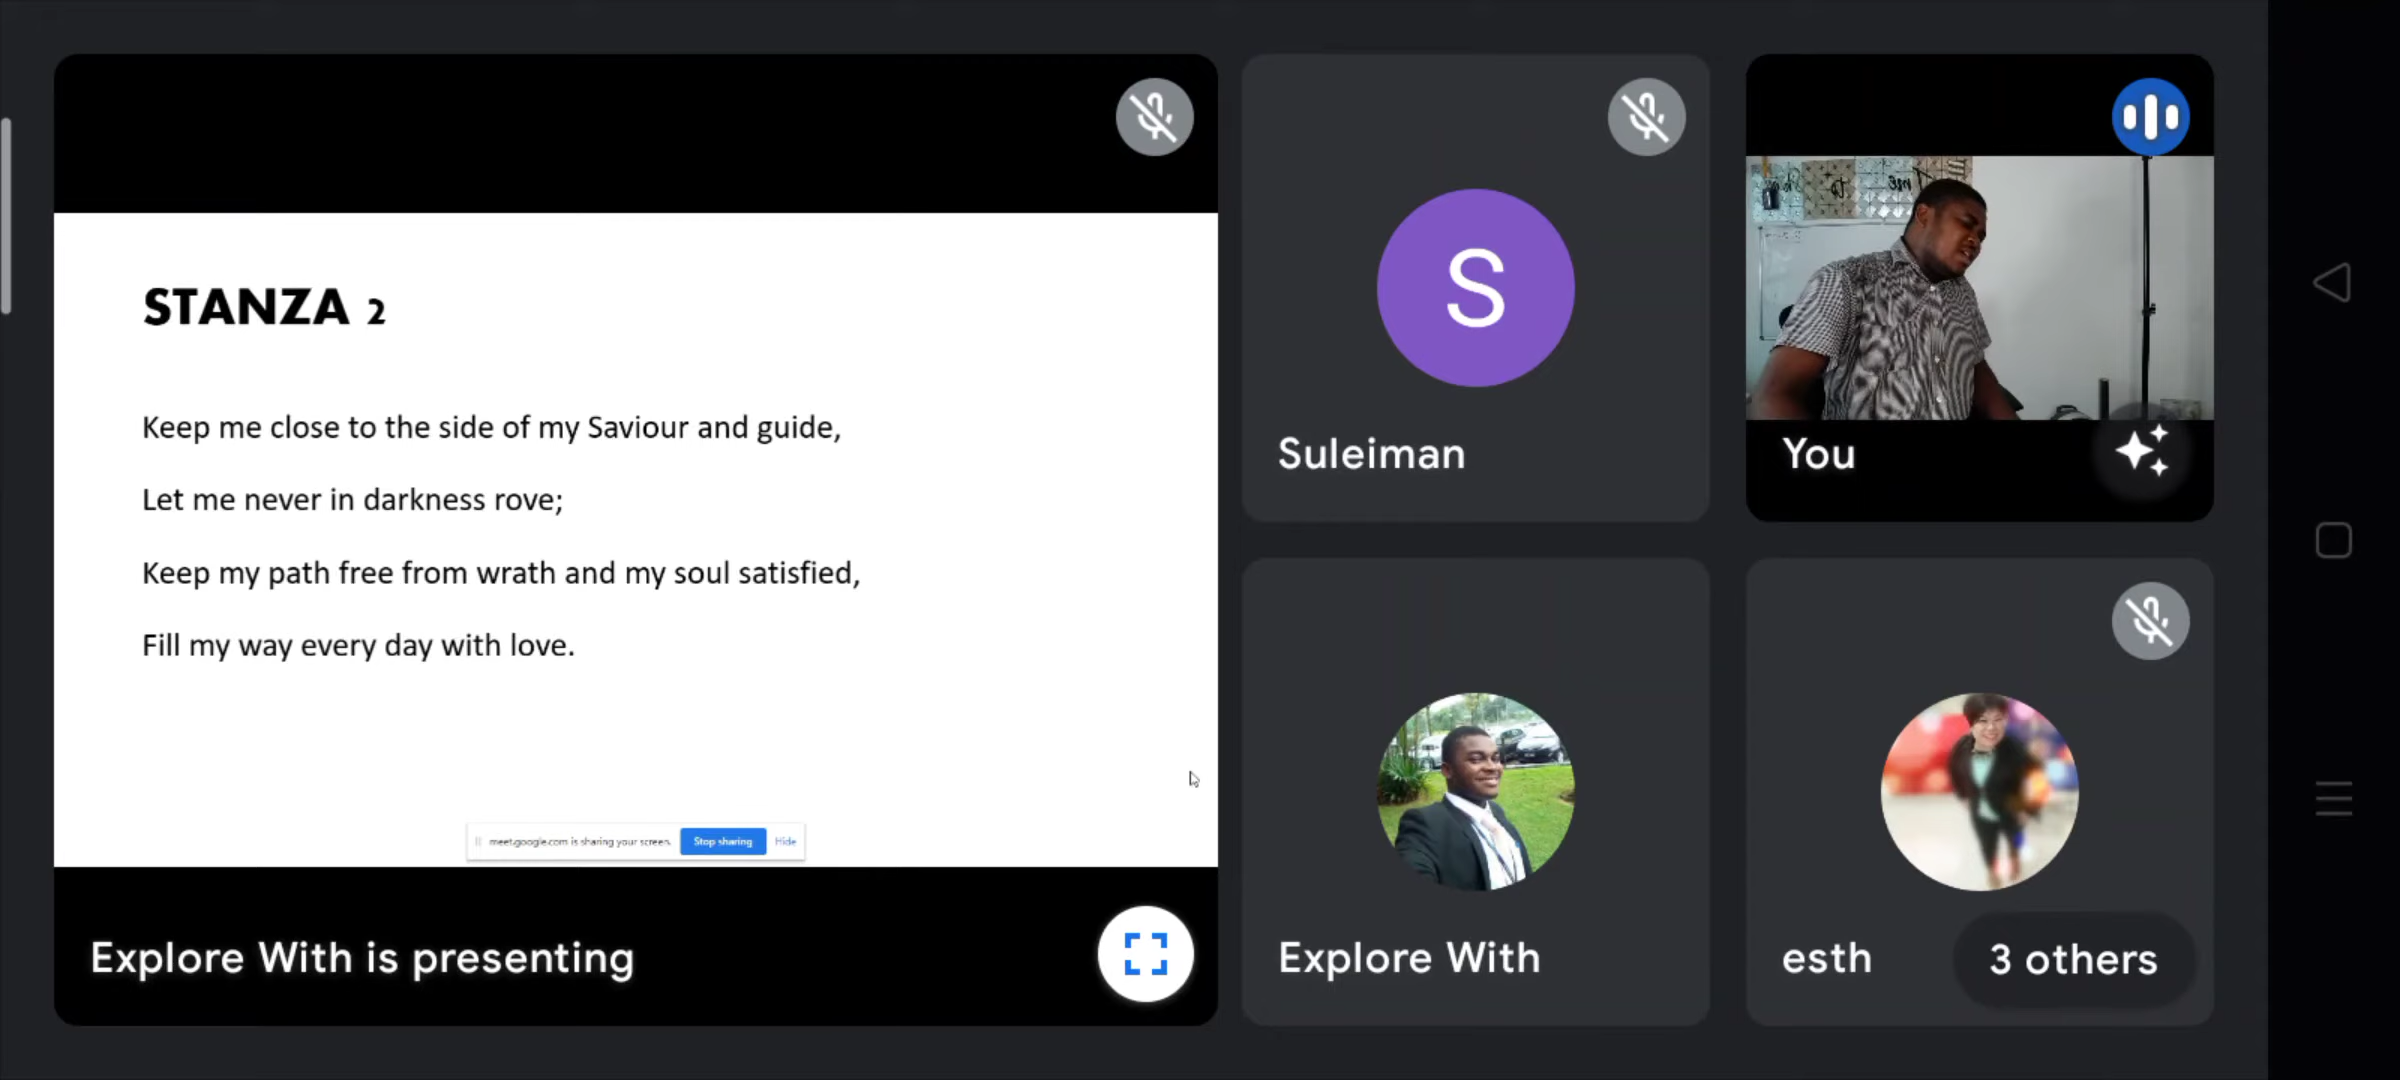 STANZA 2
Keep me close to the side of my Saviour and guide,
Let me never in darkness rove;
Keep my path free from wrath and my soul satisfied,
Fill my way every day with love.
meet.google.com is sharing your screen.
Stop sharing
Hide
Explore With is presenting
S
Suleiman
You
Explore With
esth
3 others